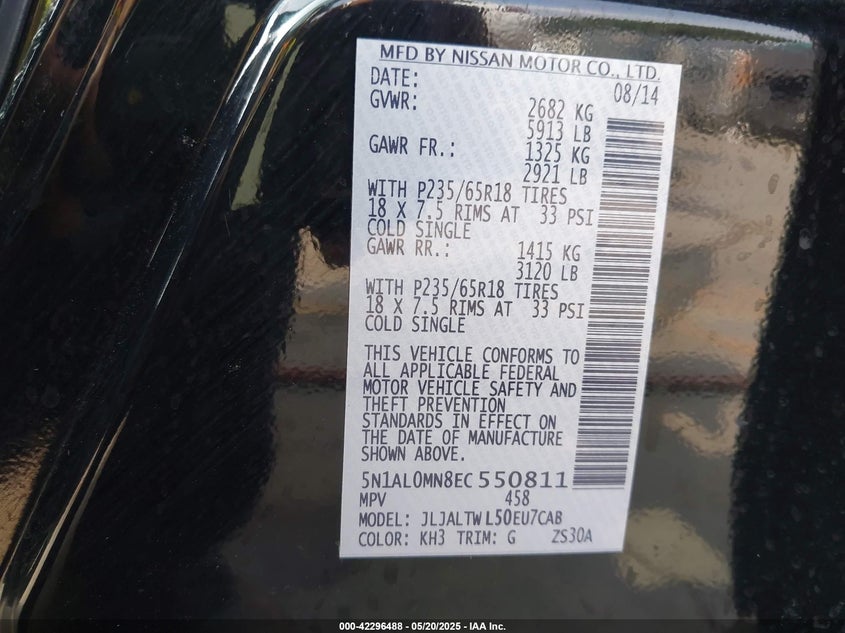 MFD BY NISSAN MOTOR CO., LTD.
DATE: 08/14
GVWR: 2682 KG
5913 LB
GAWR FR.: 1325 KG
2921 LB
WITH P235/65R18 TIRES
18 X 7.5 RIMS AT 33 PSI
COLD SINGLE
GAWR RR.: 1415 KG
3120 LB
WITH P235/65R18 TIRES
18 X 7.5 RIMS AT 33 PSI
COLD SINGLE
THIS VEHICLE CONFORMS TO
ALL APPLICABLE FEDERAL
MOTOR VEHICLE SAFETY AND
THEFT PREVENTION
STANDARDS IN EFFECT ON
THE DATE OF MANUFACTURE
SHOWN ABOVE.
5N1AL0MN8EC 550811
MPV 458
MODEL: JLJALTWL50EU7CAB
COLOR: KH3 TRIM: G ZS30A
000-42296488 — 05/20/2025 — IAA Inc.